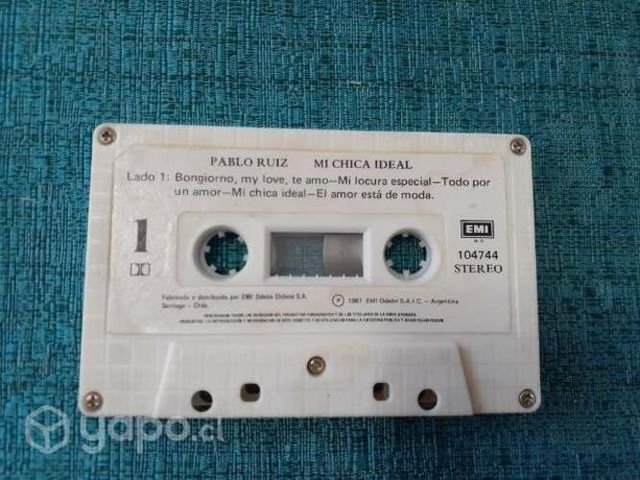 PABLO RUIZ MI CHICA IDEAL
Lado 1: Bongiorno, my love, te amo—Mi locura especial—Todo por
un amor—Mi chica ideal—El amor está de moda.
1
EMI
104744
STEREO
Fabricado y distribuido por EMI Odeón Chilena S.A.
Santiago - Chile.
P 1987 EMI Odeón S.A.I.C. — Argentina
yapo.cl